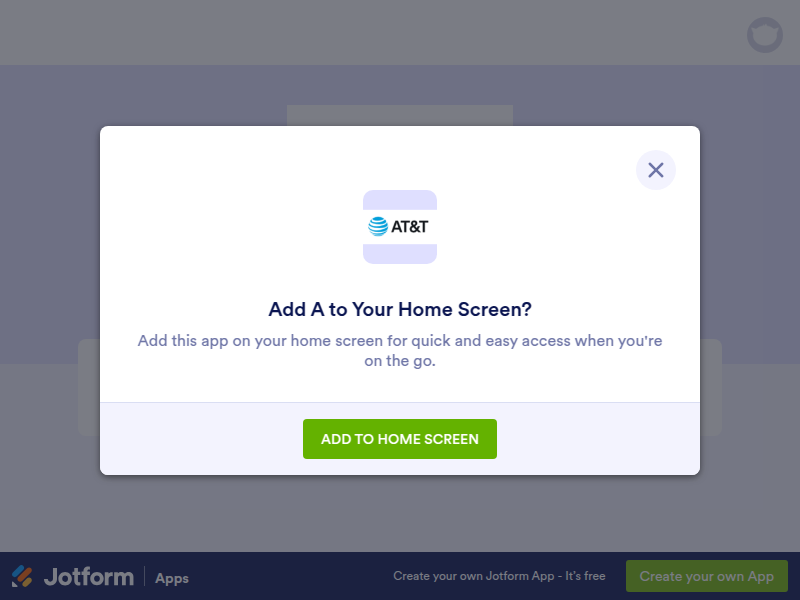 AT&T
Add A to Your Home Screen?
Add this app on your home screen for quick and easy access when you're
on the go.
ADD TO HOME SCREEN
Jotform Apps
Create your own Jotform App - It's free
Create your own App